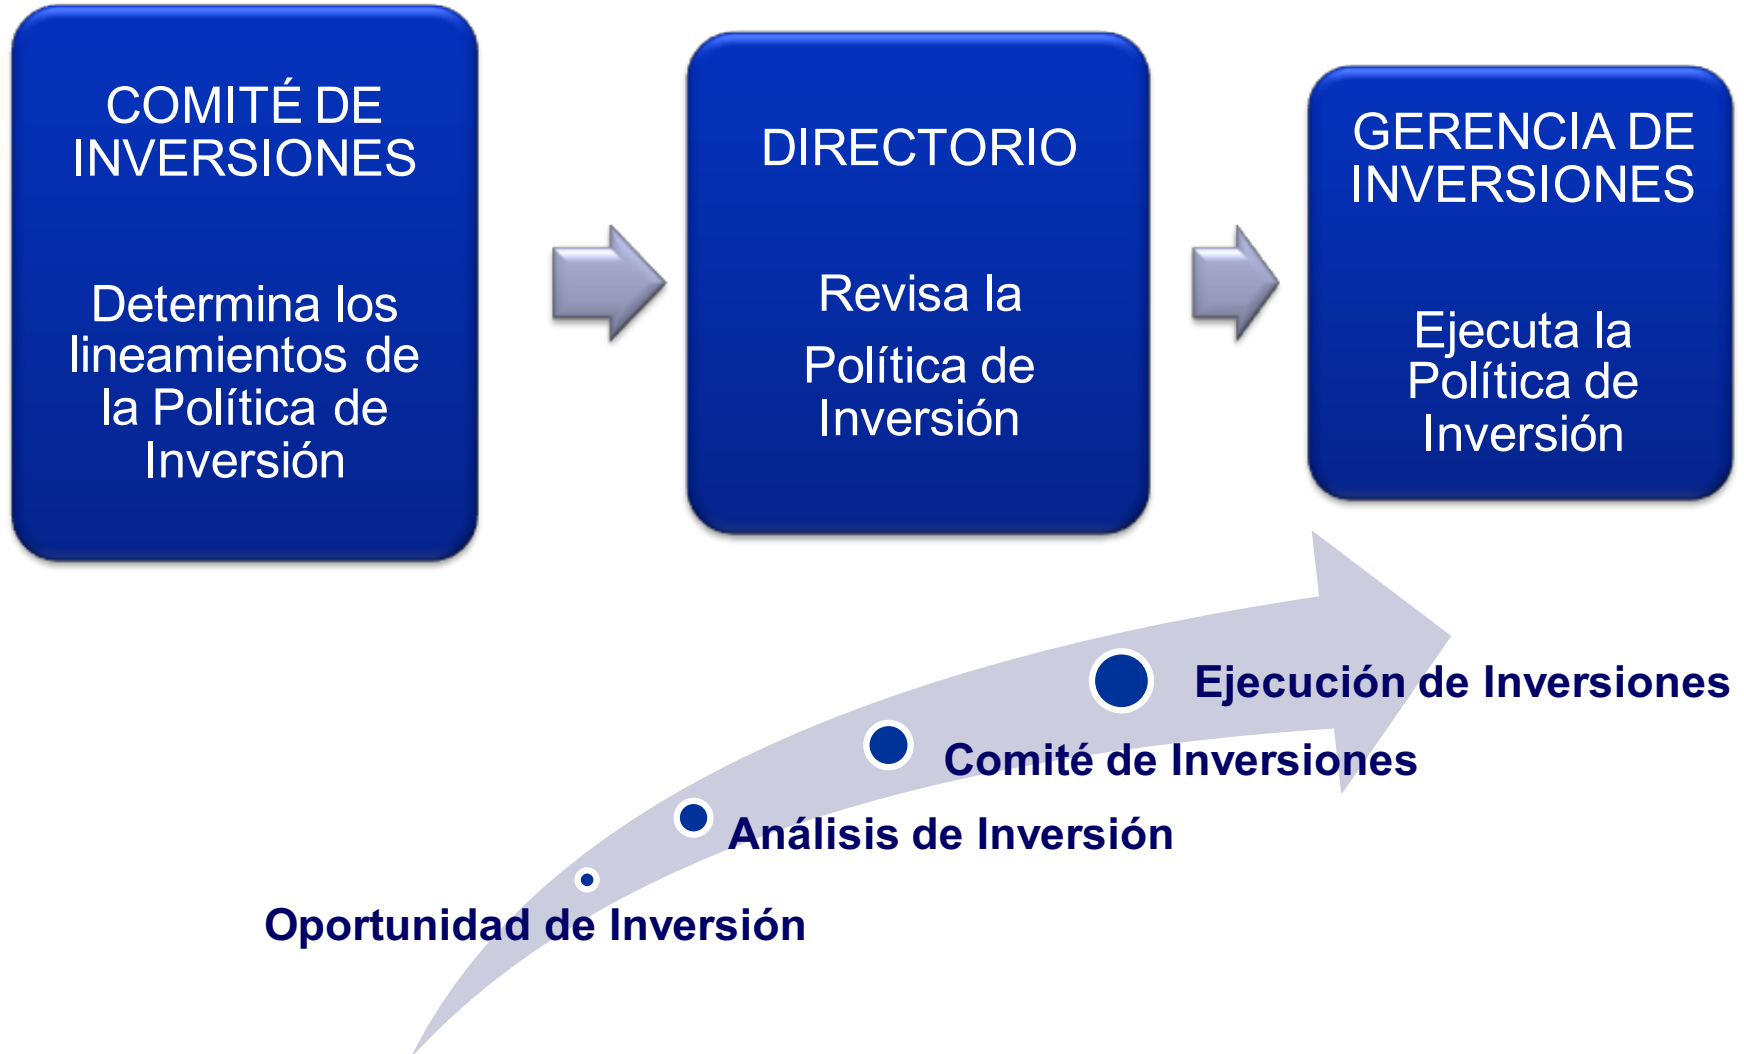 COMITÉ DE
INVERSIONES
Determina los
lineamientos de
la Política de
Inversión
DIRECTORIO
Revisa la
Política de
Inversión
GERENCIA DE
INVERSIONES
Ejecuta la
Política de
Inversión
Ejecución de Inversiones
Comité de Inversiones
Análisis de Inversión
Oportunidad de Inversión